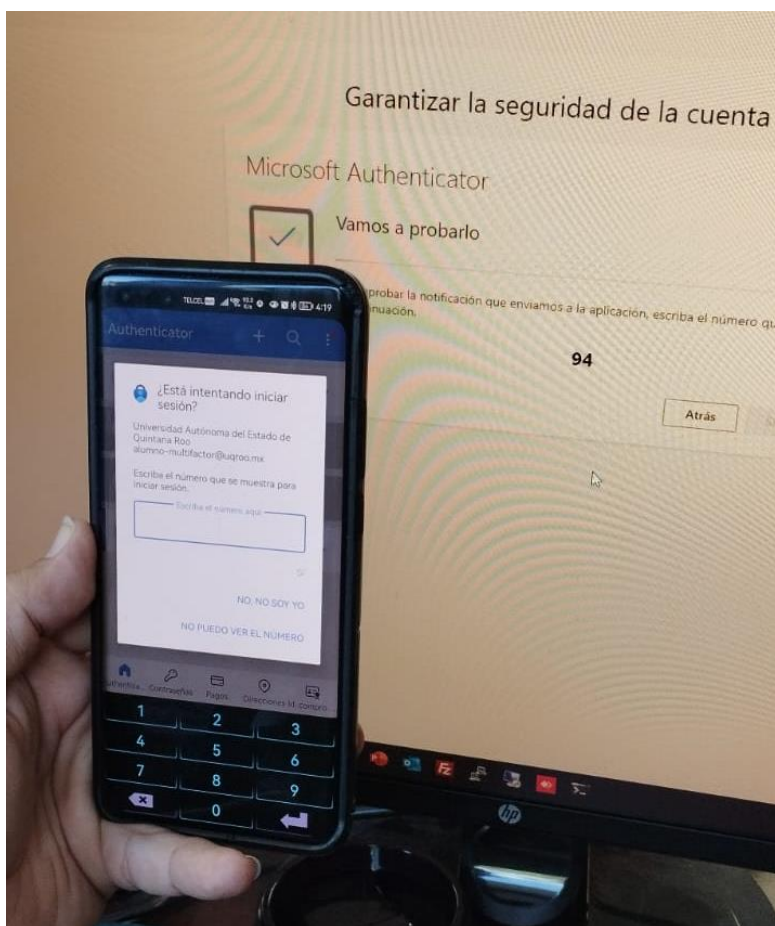 Garantizar la seguridad de la cuenta
Microsoft Authenticator
Vamos a probarlo
probar la notificación que enviamos a la aplicación, escriba el número
94
Atrás
TELCEL
4:19
Authenticator
¿Está intentando iniciar
sesión?
Universidad Autónoma del Estado de
Quintana Roo
alumno-multifactor@uqroo.mx
Escriba el número que se muestra para
iniciar sesión.
Escriba el número aquí
NO, NO SOY YO
NO PUEDO VER EL NÚMERO
Contraseñas
Pagos
Direcciones
Id. compro...
1 2 3
4 5 6
7 8 9
0
hp